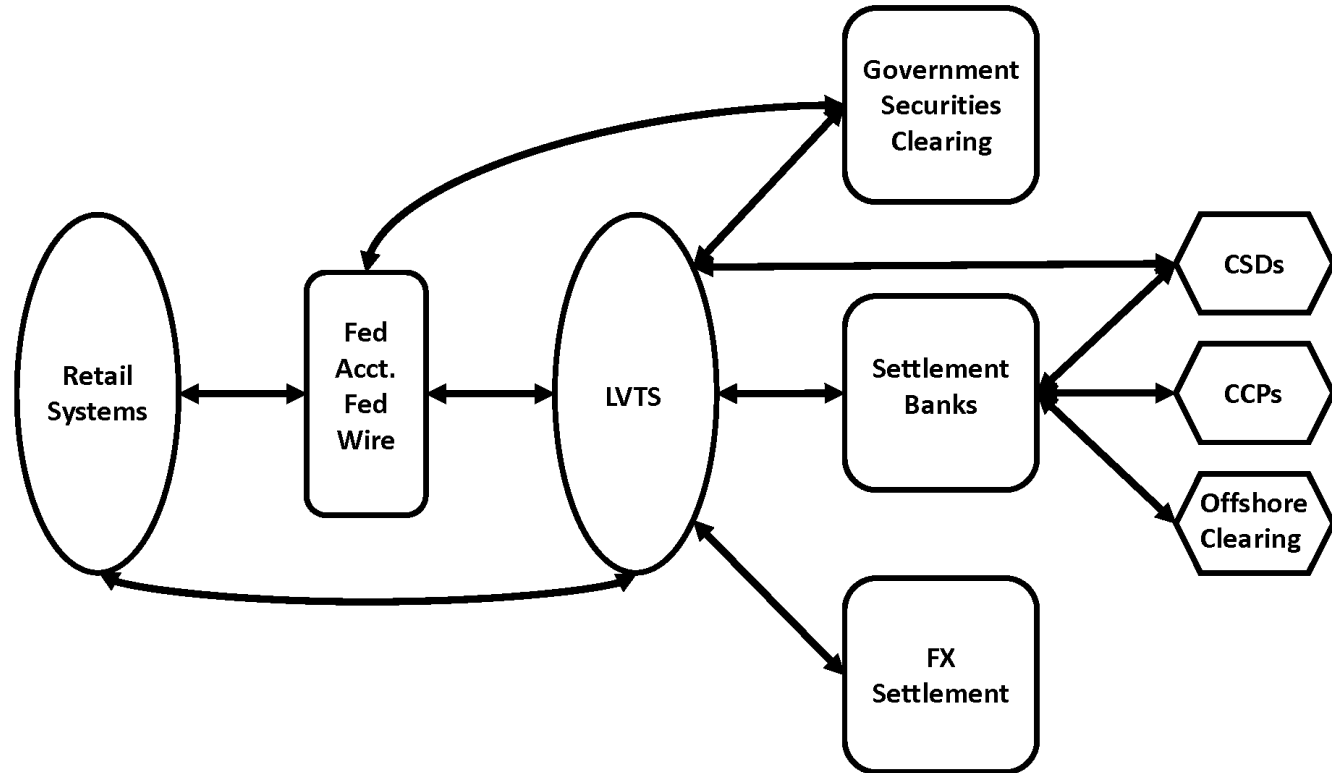 Government
Securities
Clearing
CSDs
Retail
Systems
Fed
Acct.
Fed
Wire
LVTS
Settlement
Banks
CCPs
Offshore
Clearing
FX
Settlement